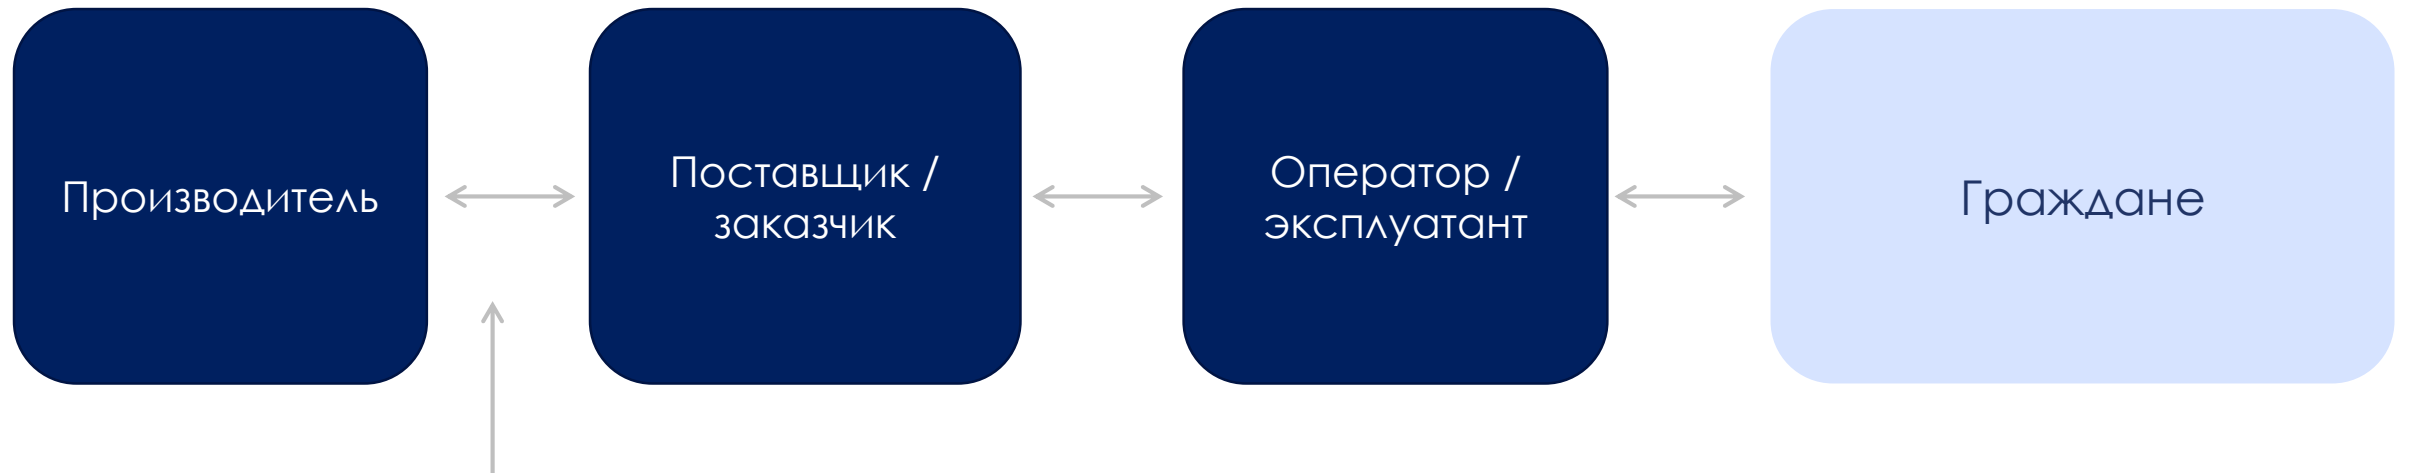 Производитель
Поставщик /
заказчик
Оператор /
эксплуатант
Граждане